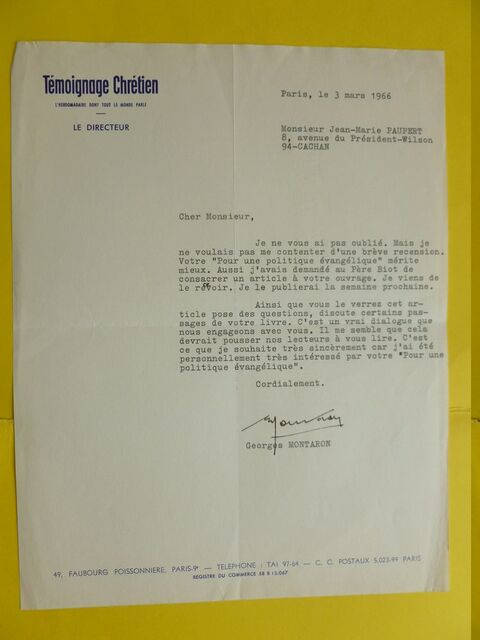 Témoignage Chrétien
L'HEBDOMADAIRE DONT TOUT LE MONDE PARLE
LE DIRECTEUR
Paris, le 3 mars 1966
Monsieur Jean-Marie PAUPERT
8, avenue du Président-Wilson
94-CACHAN
Cher Monsieur,
Je ne vous ai pas oublié. Mais je
ne voulais pas me contenter d'une brève recension.
Votre "Pour une politique évangélique" mérite
mieux. Aussi j'avais demandé au Père Biot de
consacrer un article à votre ouvrage. Je viens de
le revoir. Je le publierai la semaine prochaine.
Ainsi que vous le verrez cet ar-
ticle pose des questions, discute certains pas-
sages de votre livre. C'est un vrai dialogue que
nous engageons avec vous. Il me semble que cela
devrait pousser nos lecteurs à vous lire. C'est
ce que je souhaite très sincèrement car j'ai été
personnellement très intéressé par votre "Pour une
politique évangélique".
Cordialement.
Georges MONTARON
49, FAUBOURG POISSONNIERE, PARIS-9e — TELEPHONE : TAI 97-64 — C. C. POSTAUX 5.023-99 PARIS
REGISTRE DU COMMERCE 58 B 15.067